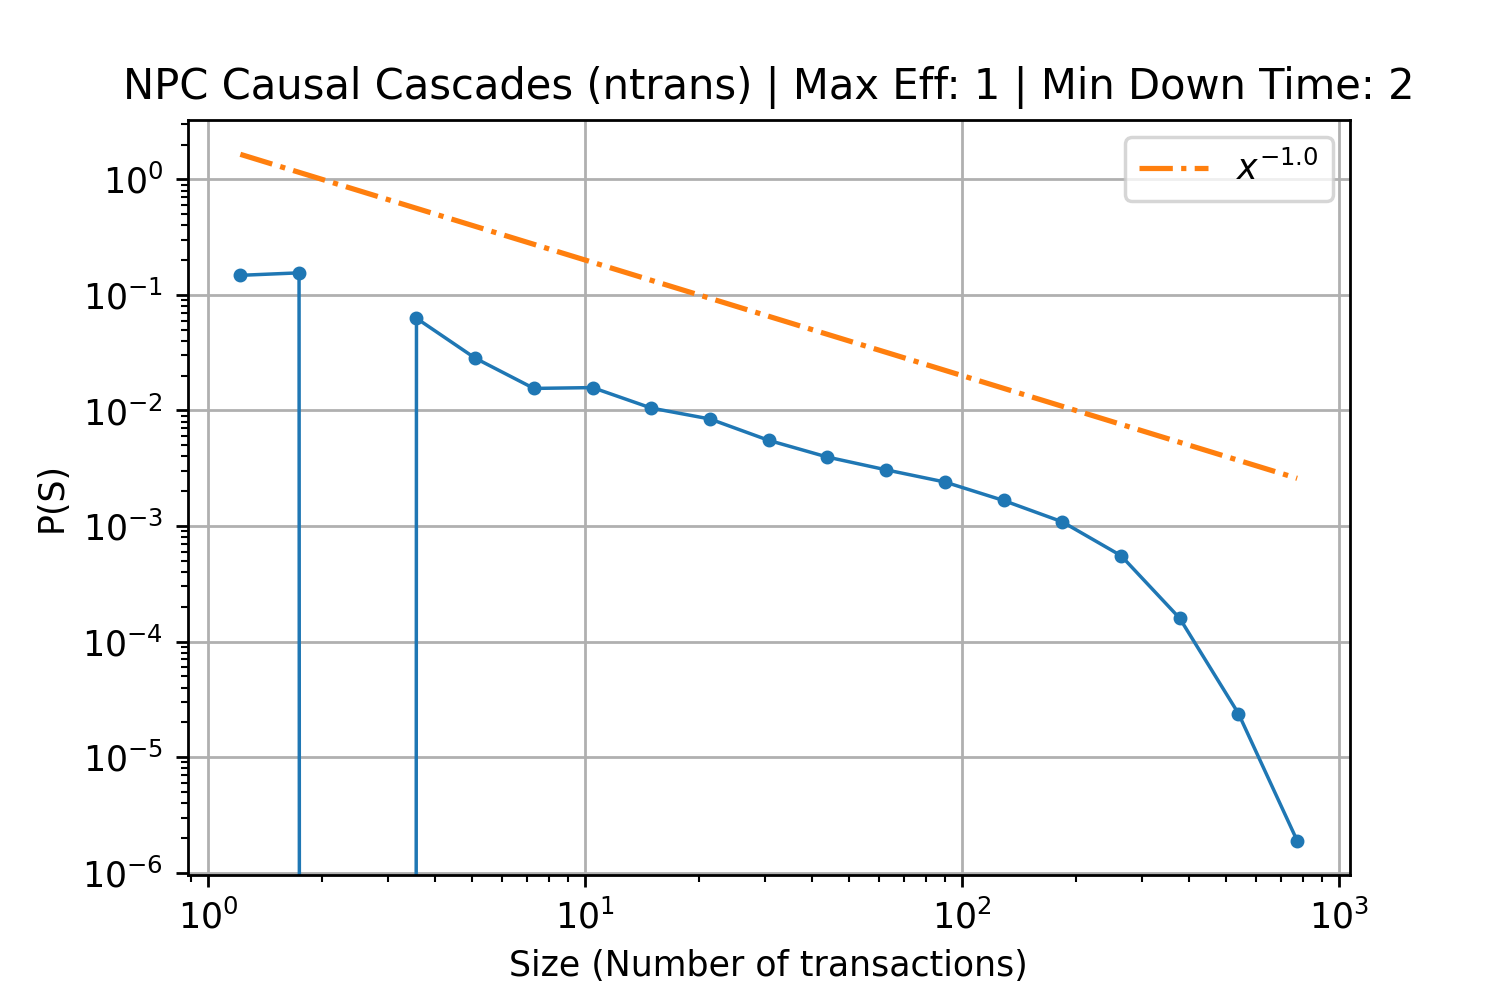 NPC Causal Cascades (ntrans) | Max Eff: 1 | Min Down Time: 2
x^{-1.0}
P(S)
10^0
10^{-1}
10^{-2}
10^{-3}
10^{-4}
10^{-5}
10^{-6}
10^0 10^1 10^2 10^3
Size (Number of transactions)